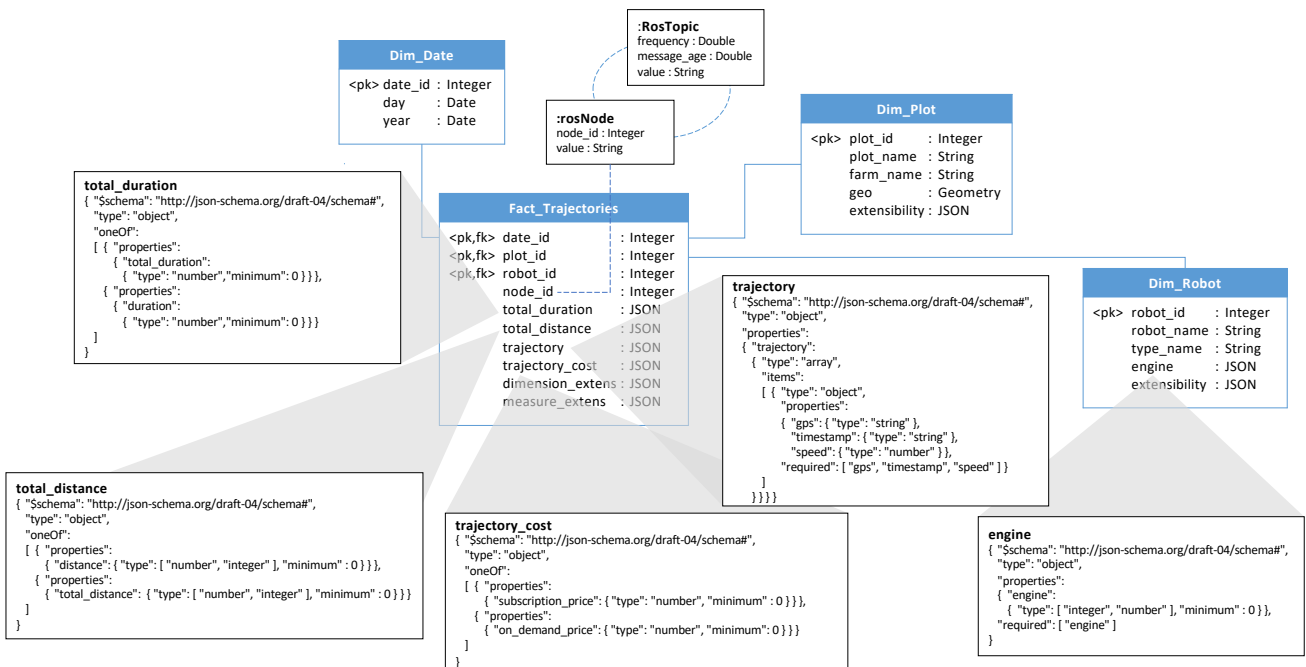 :RosTopic
frequency : Double
message_age : Double
value : String
Dim_Date
<pk> date_id : Integer
day : Date
year : Date
:rosNode
node_id : Integer
value : String
Dim_Plot
<pk> plot_id : Integer
plot_name : String
farm_name : String
geo : Geometry
extensibility : JSON
total_duration
{ "$schema": "http://json-schema.org/draft-04/schema#",
"type": "object",
"oneOf":
[ { "properties":
{ "total_duration":
{ "type": "number","minimum": 0 } } },
{ "properties":
{ "duration":
{ "type": "number","minimum": 0 } } }
]
}
Fact_Trajectories
<pk,fk> date_id : Integer
<pk,fk> plot_id : Integer
<pk,fk> robot_id : Integer
node_id : Integer
total_duration : JSON
total_distance : JSON
trajectory : JSON
trajectory_cost : JSON
dimension_extens : JSON
measure_extens : JSON
trajectory
{ "$schema": "http://json-schema.org/draft-04/schema#",
"type": "object",
"properties":
{ "trajectory":
{ "type": "array",
"items":
[ { "type": "object",
"properties":
{ "gps": { "type": "string" },
"timestamp": { "type": "string" },
"speed": { "type": "number" } },
"required": [ "gps", "timestamp", "speed" ] }
]
} } } }
Dim_Robot
<pk> robot_id : Integer
robot_name : String
type_name : String
engine : JSON
extensibility : JSON
total_distance
{ "$schema": "http://json-schema.org/draft-04/schema#",
"type": "object",
"oneOf":
[ { "properties":
{ "distance": { "type": [ "number", "integer" ], "minimum" : 0 } } },
{ "properties":
{ "total_distance": { "type": [ "number", "integer" ], "minimum" : 0 } } }
]
}
trajectory_cost
{ "$schema": "http://json-schema.org/draft-04/schema#",
"type": "object",
"oneOf":
[ { "properties":
{ "subscription_price": { "type": "number", "minimum" : 0 } } },
{ "properties":
{ "on_demand_price": { "type": "number", "minimum": 0 } } }
]
}
engine
{ "$schema": "http://json-schema.org/draft-04/schema#",
"type": "object",
"properties":
{ "engine":
{ "type": [ "integer", "number" ], "minimum" : 0 } },
"required": [ "engine" ]
}